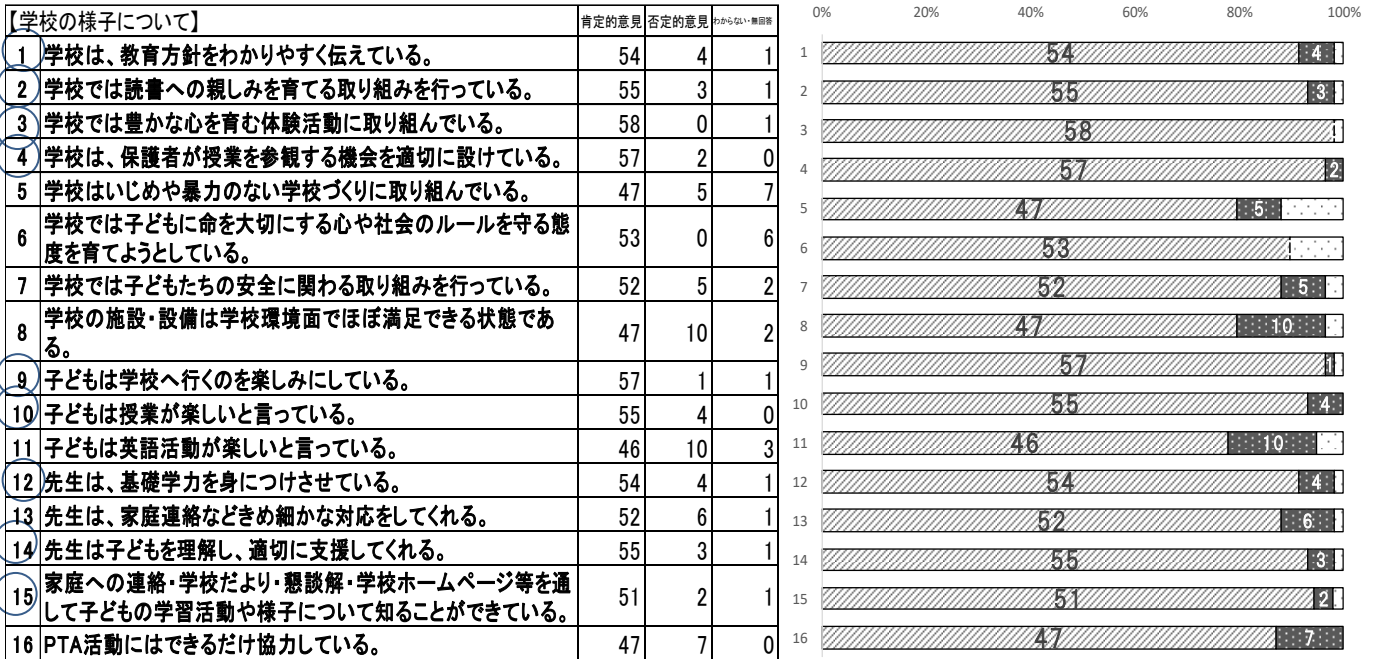 【学校の様子について】 肯定的意見 否定的意見 わからない・無回答
1 学校は、教育方針をわかりやすく伝えている。 54 4 1
2 学校では読書への親しみを育てる取り組みを行っている。 55 3 1
3 学校では豊かな心を育む体験活動に取り組んでいる。 58 0 1
4 学校は、保護者が授業を参観する機会を適切に設けている。 57 2 0
5 学校はいじめや暴力のない学校づくりに取り組んでいる。 47 5 7
6 学校では子どもに命を大切にする心や社会のルールを守る態
度を育てようとしている。 53 0 6
7 学校では子どもたちの安全に関わる取り組みを行っている。 52 5 2
8 学校の施設・設備は学校環境面でほぼ満足できる状態であ
る。 47 10 2
9 子どもは学校へ行くのを楽しみにしている。 57 1 1
10 子どもは授業が楽しいと言っている。 55 4 0
11 子どもは英語活動が楽しいと言っている。 46 10 3
12 先生は、基礎学力を身につけさせている。 54 4 1
13 先生は、家庭連絡などきめ細かな対応をしてくれる。 52 6 1
14 先生は子どもを理解し、適切に支援してくれる。 55 3 1
15 家庭への連絡・学校だより・懇談解・学校ホームページ等を通
して子どもの学習活動や様子について知ることができている。 51 2 1
16 PTA活動にはできるだけ協力している。 47 7 0
0% 20% 40% 60% 80% 100%
1 54 4
2 55 3
3 58
4 57 2
5 47 5
6 53
7 52 5
8 47 10
9 57 1
10 55 4
11 46 10
12 54 4
13 52 6
14 55 3
15 51 2
16 47 7